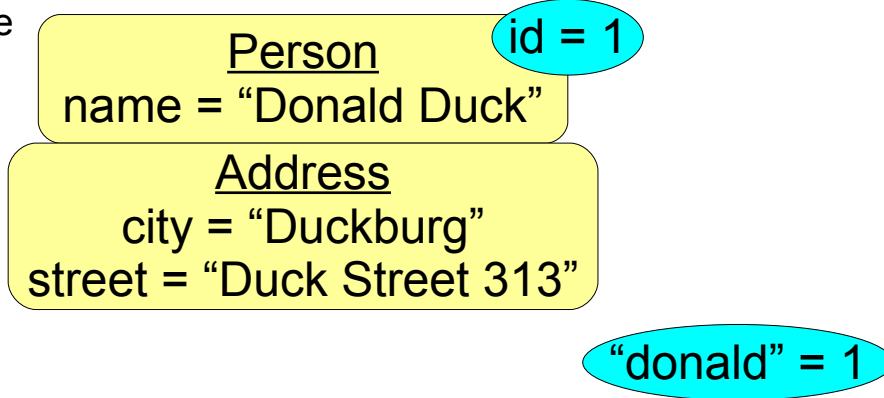 e
Person
id = 1
name = “Donald Duck”
Address
city = “Duckburg”
street = “Duck Street 313”
“donald” = 1